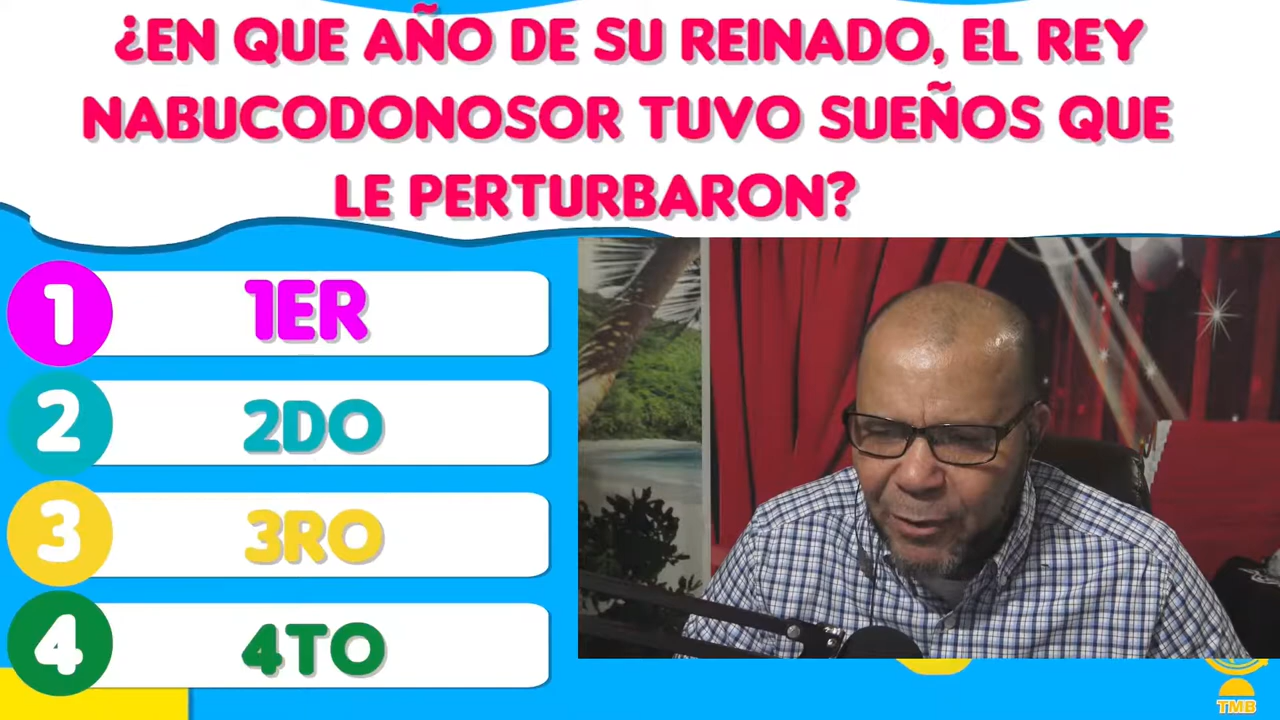 ¿EN QUE AÑO DE SU REINADO, EL REY
NABUCODONOSOR TUVO SUEÑOS QUE
LE PERTURBARON?
1 1ER
2 2DO
3 3RO
4 4TO
TMB